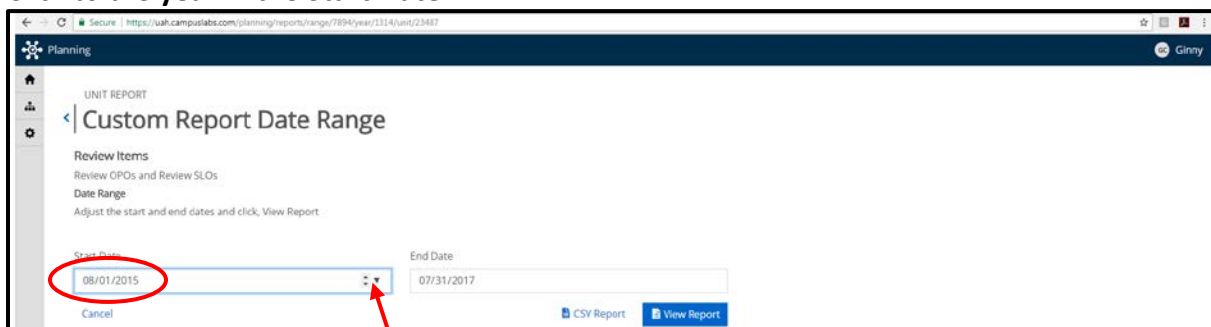 Secure | https://uah.campuslabs.com/planning/reports/range/7894/year/1314/unit/23487
Planning
Ginny
UNIT REPORT
Custom Report Date Range
Review Items
Review OPOs and Review SLOs
Date Range
Adjust the start and end dates and click, View Report
Start Date End Date
08/01/2015 07/31/2017
Cancel CSV Report View Report